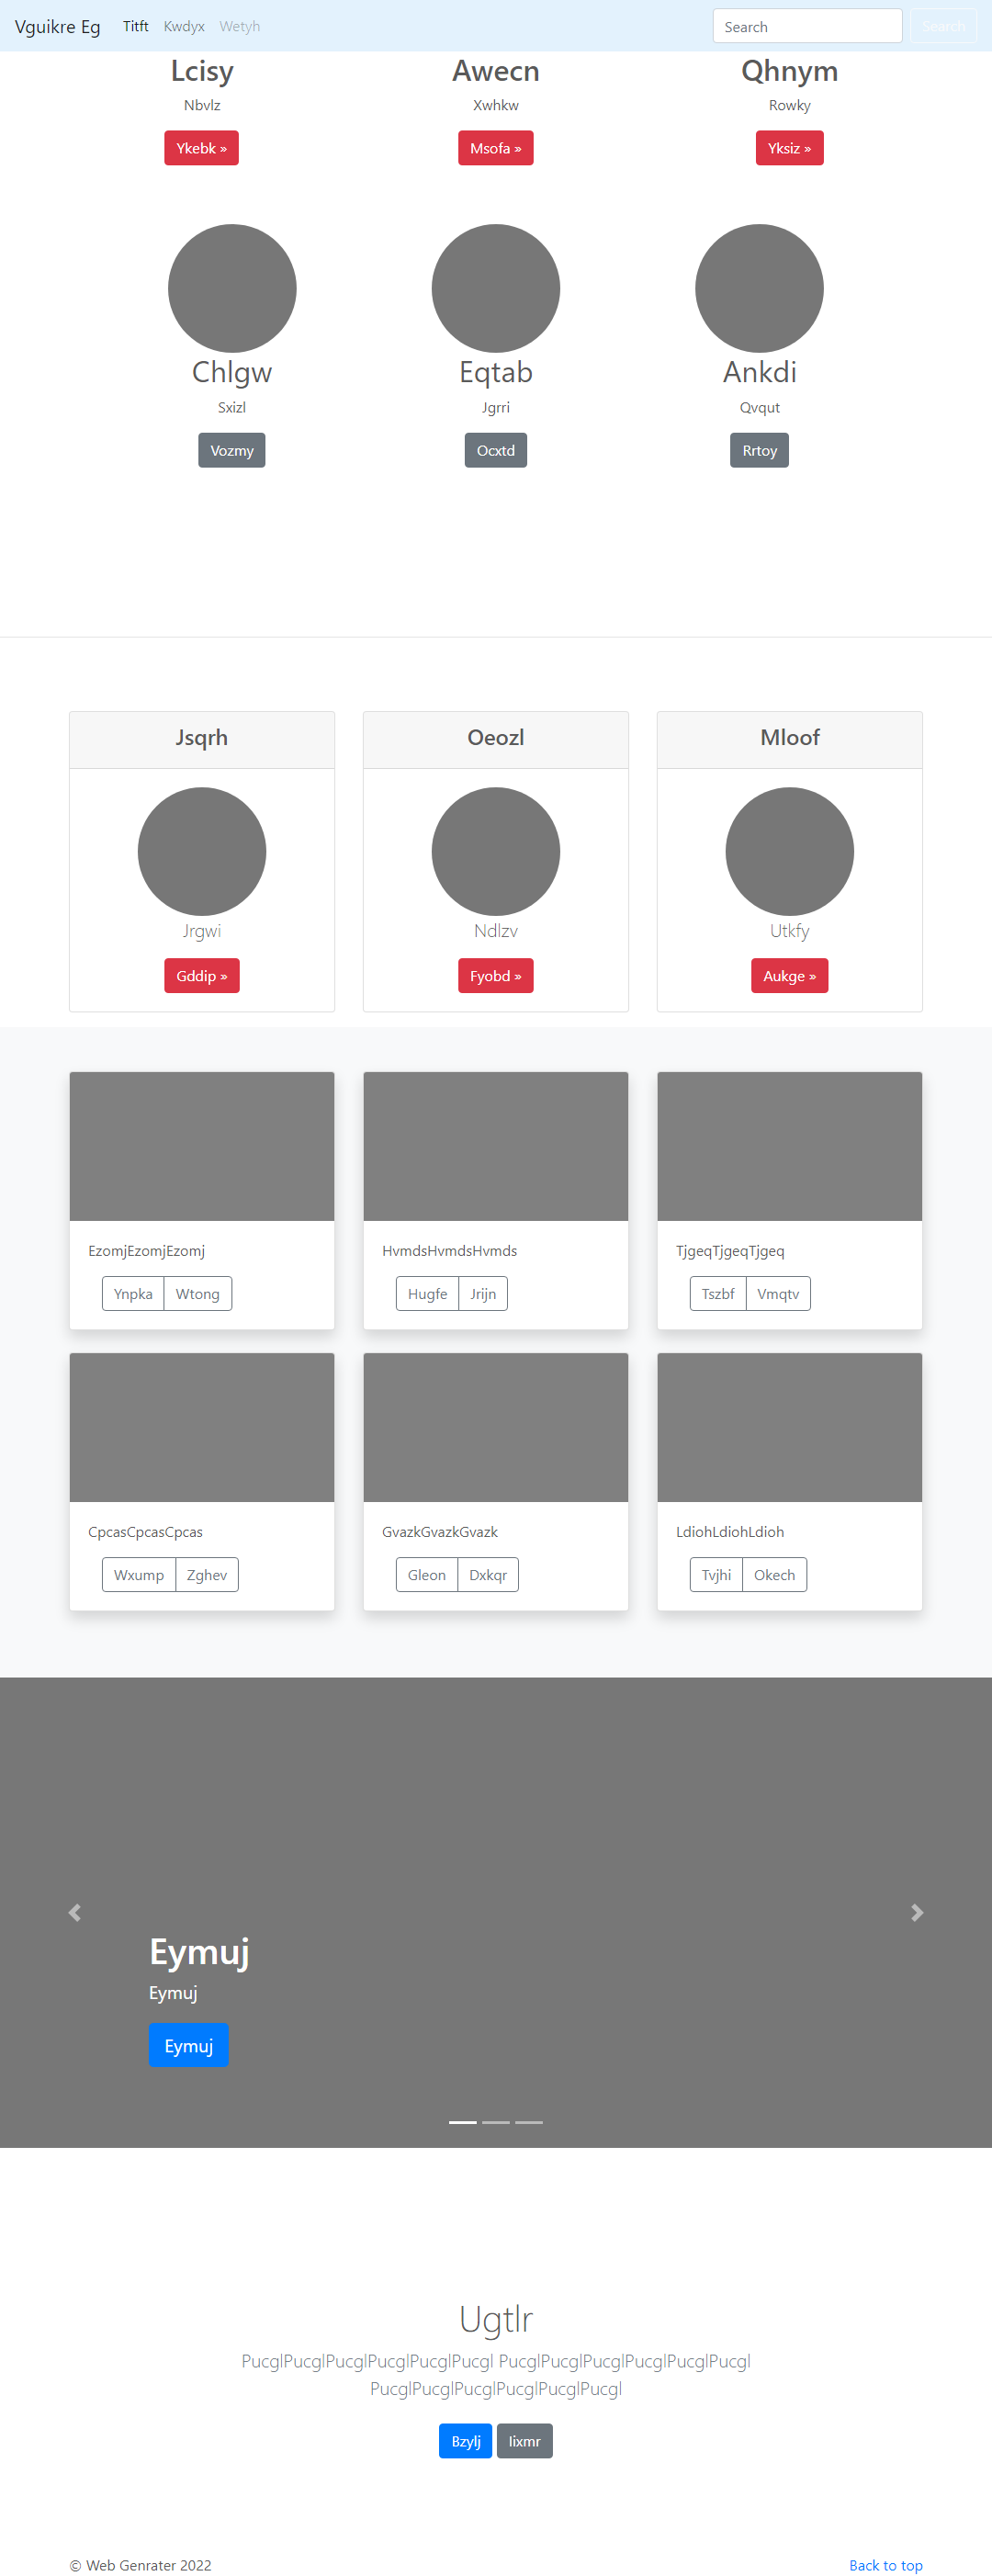 Vguikre Eg Titft Kwdyx Wetyh Search Search
Lcisy Awecn Qhnym
Nbvlz Xwhkw Rowky
Ykebk » Msofa » Yksiz »
Chlgw Eqtab Ankdi
Sxizl Jgrri Qvqut
Vozmy Ocxtd Rrtoy
Jsqrh Oeozl Mloof
Jrgwi Ndlzv Utkfy
Gddip » Fyobd » Aukge »
EzomjEzomjEzomj HvmdsHvmdsHvmds TjgeqTjgeqTjgeq
Ynpka Wtong Hugfe Jrijn Tszbf Vmqtv
CpcasCpcasCpcas GvazkGvazkGvazk LdiohLdiohLdioh
Wxump Zghev Gleon Dxkqr Tvjhi Okech
Eymuj
Eymuj
Eymuj
Ugtlr
PucglPucglPucglPucglPucglPucgl PucglPucglPucglPucglPucglPucgl
PucglPucglPucglPucglPucglPucgl
Bzylj Iixmr
© Web Genrater 2022 Back to top